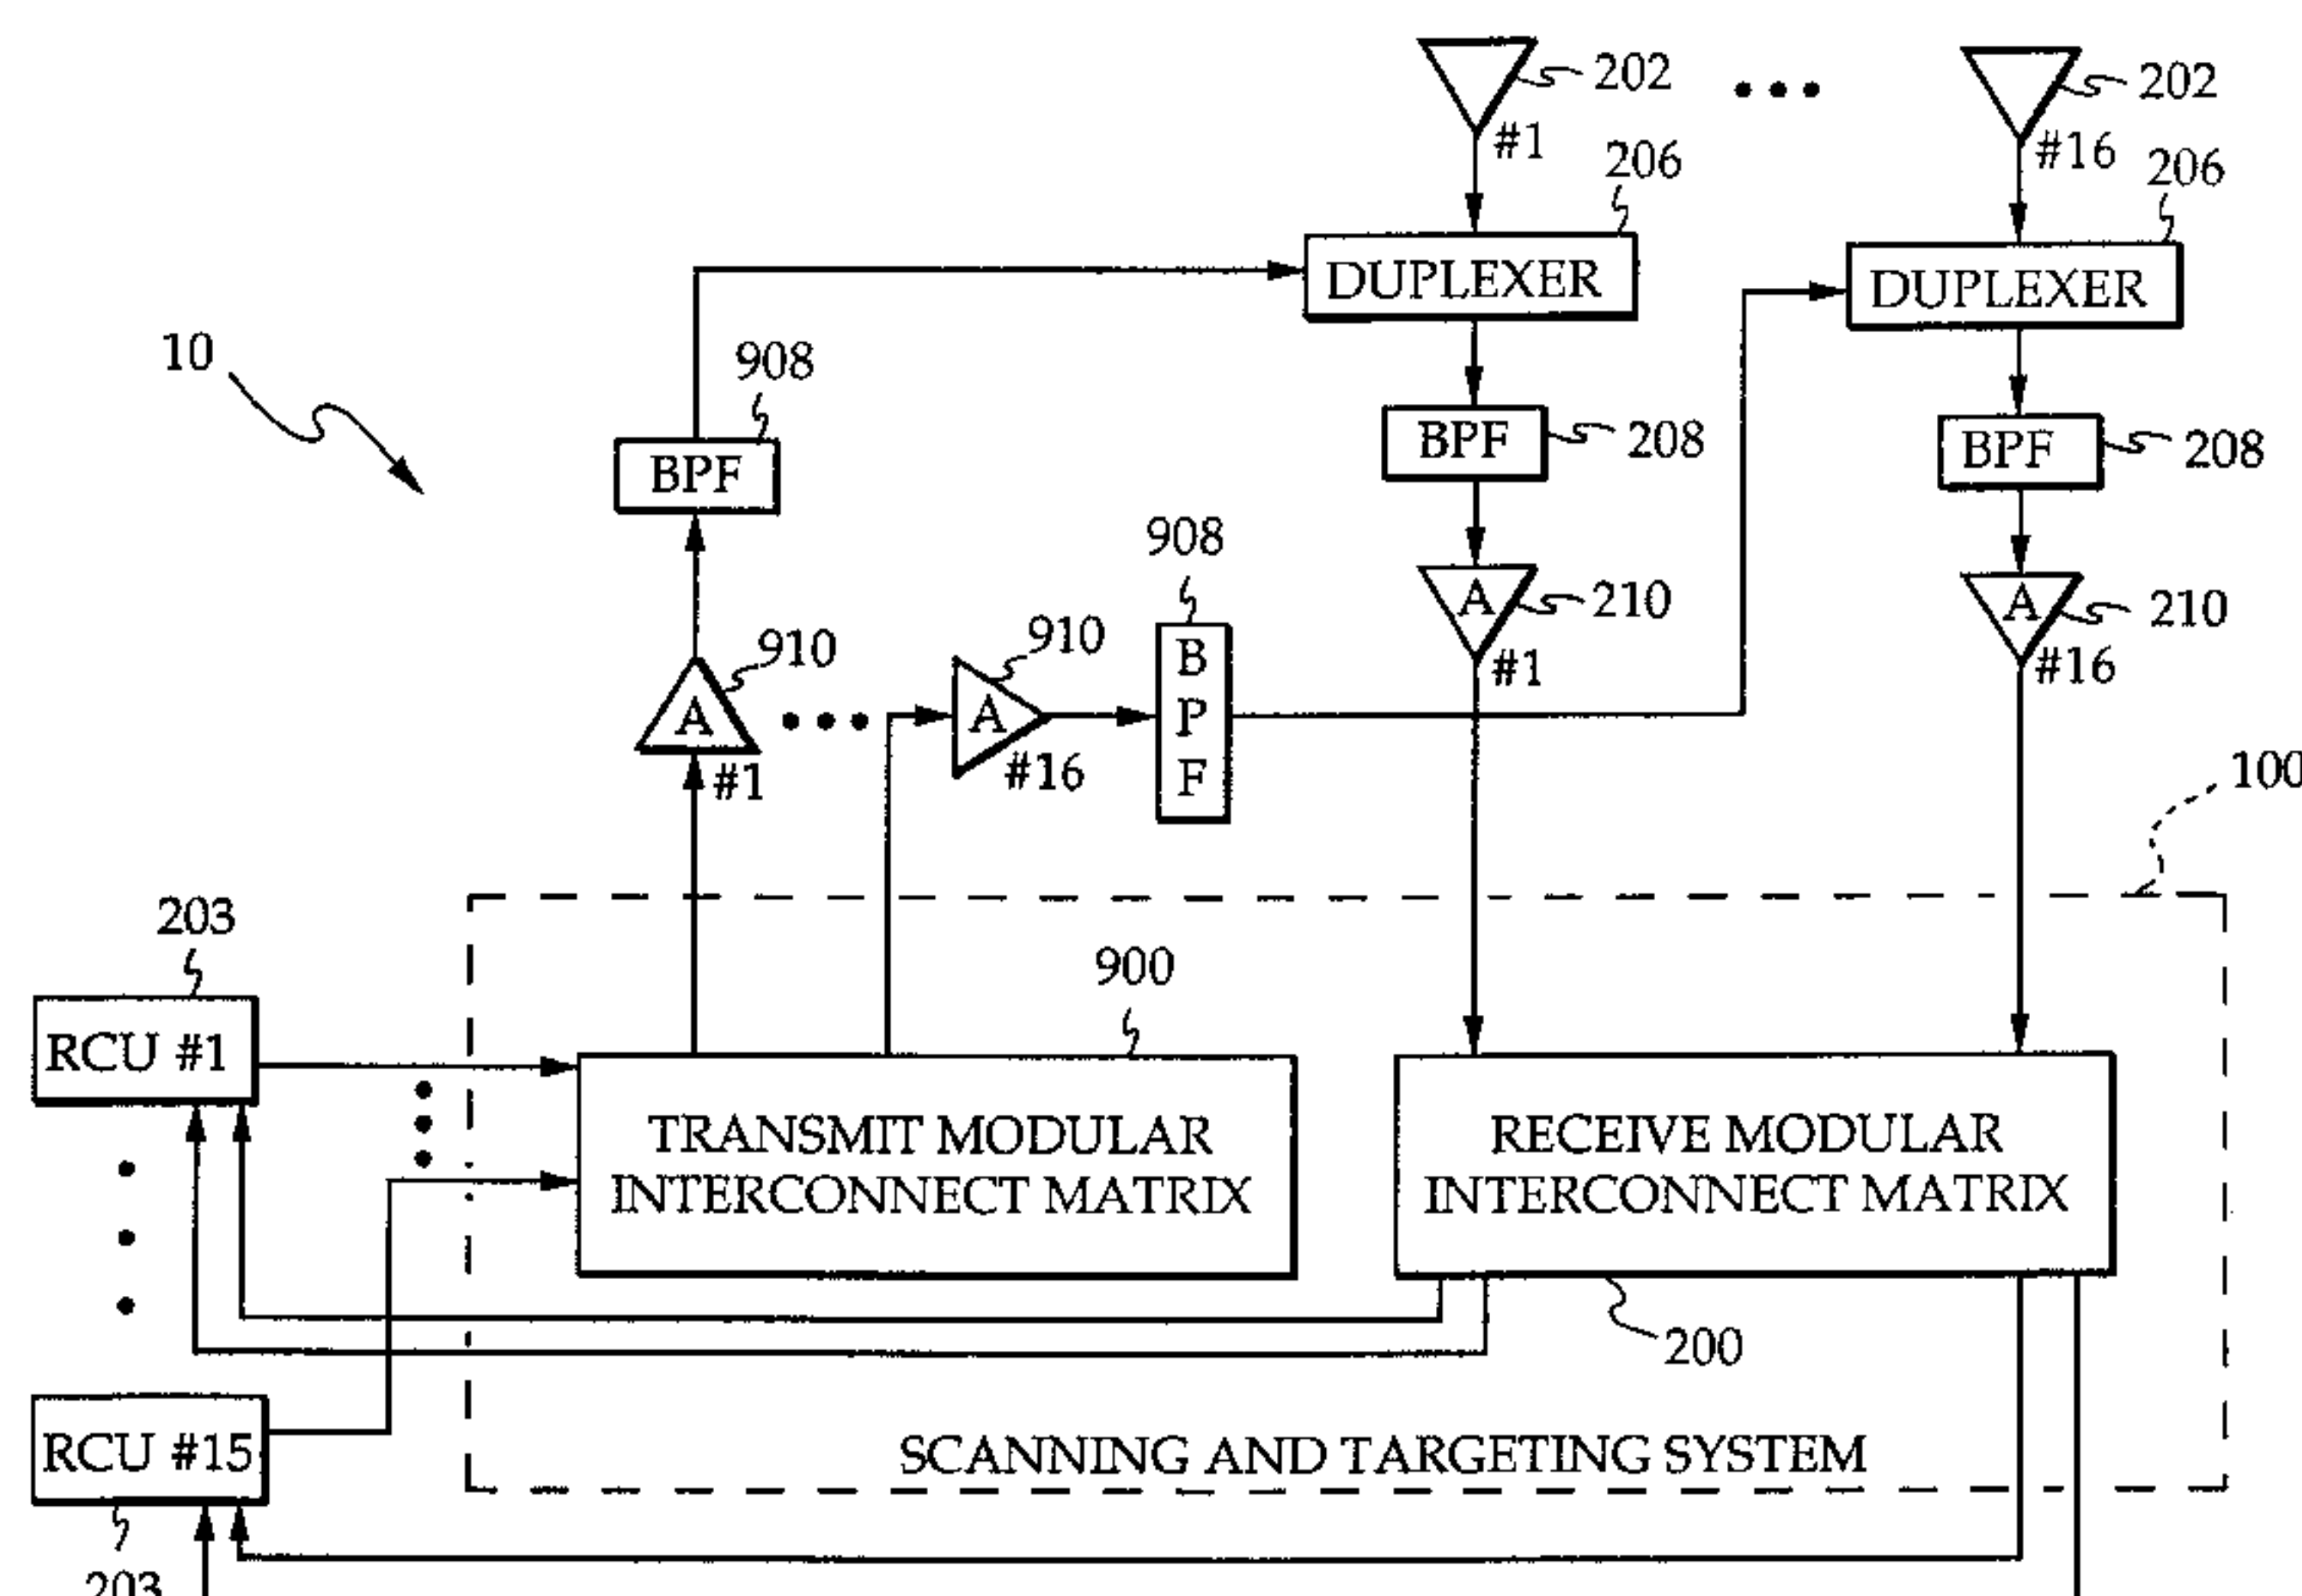 202
202
#1
#16
206
206
DUPLEXER
DUPLEXER
10
908
BPF
BPF
208
BPF
208
908
910
910
A
A
#1
#16
B
P
F
A
210
#1
A
210
#16
100
203
900
RCU #1
TRANSMIT MODULAR
INTERCONNECT MATRIX
RECEIVE MODULAR
INTERCONNECT MATRIX
200
RCU #15
SCANNING AND TARGETING SYSTEM
203